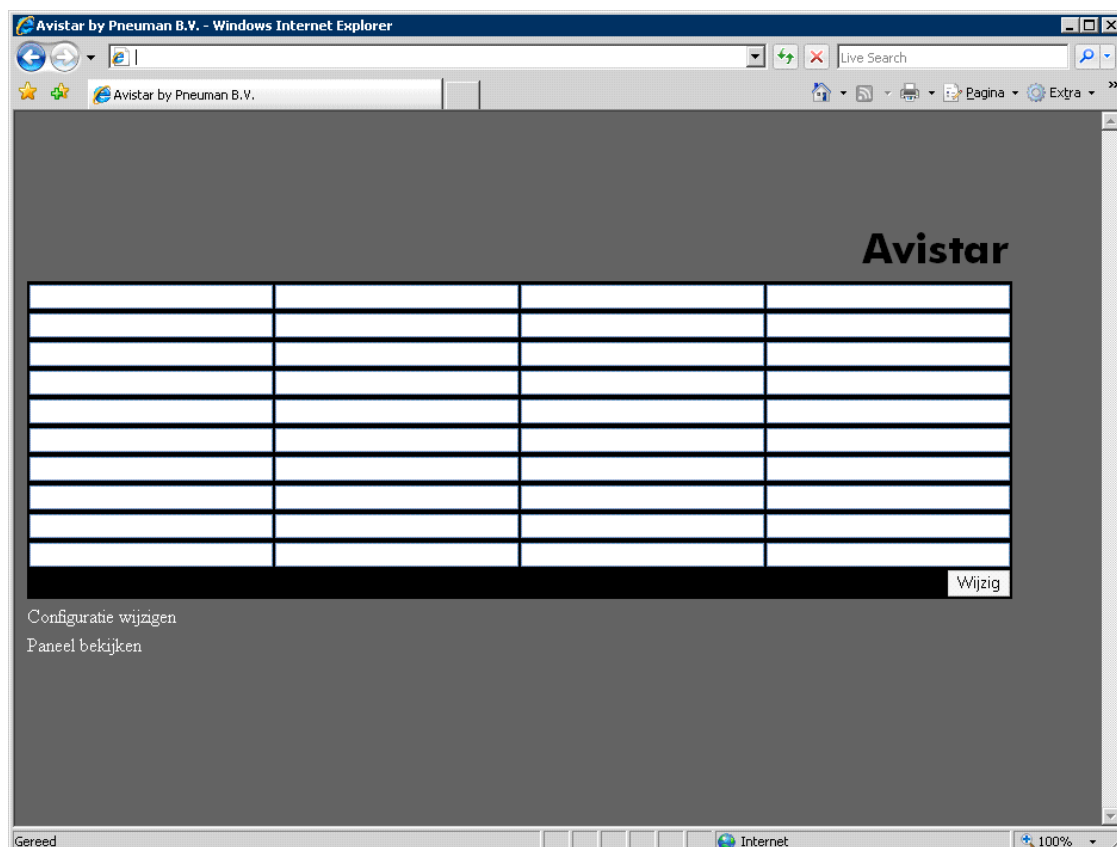 Avistar by Pneuman B.V. - Windows Internet Explorer
Live Search
Avistar by Pneuman B.V.
Pagina
Extra
Avistar
Wijzig
Configuratie wijzigen
Paneel bekijken
Gereed
Internet
100%